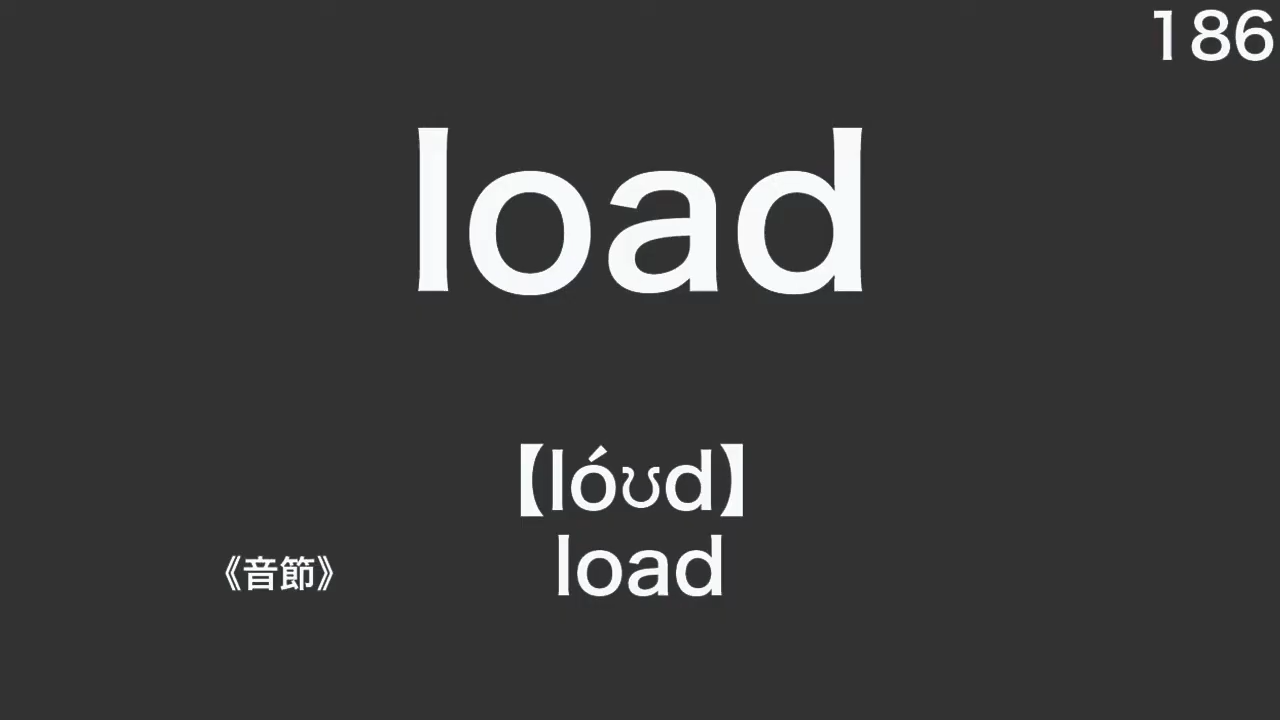 186
load
【lóʊd】
《音節》 load